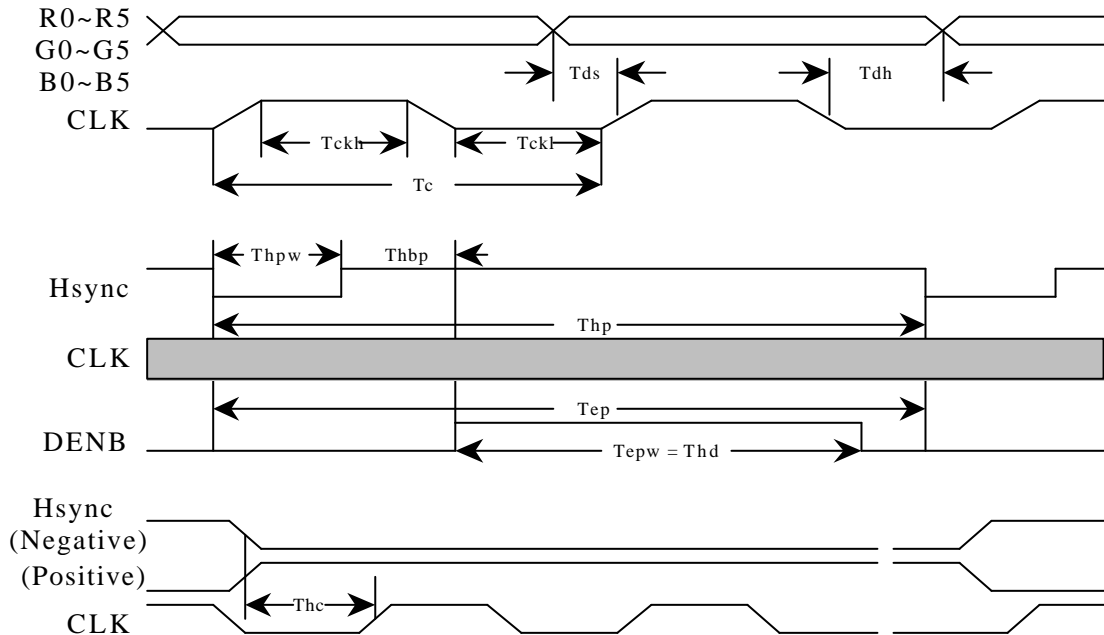 R0~R5
G0~G5
B0~B5
Tds
Tdh
CLK
Tckh
Tckl
Tc
Thpw
Thbp
Hsync
Thp
CLK
Tep
DENB
Tepw = Thd
Hsync
(Negative)
(Positive)
Thc
CLK